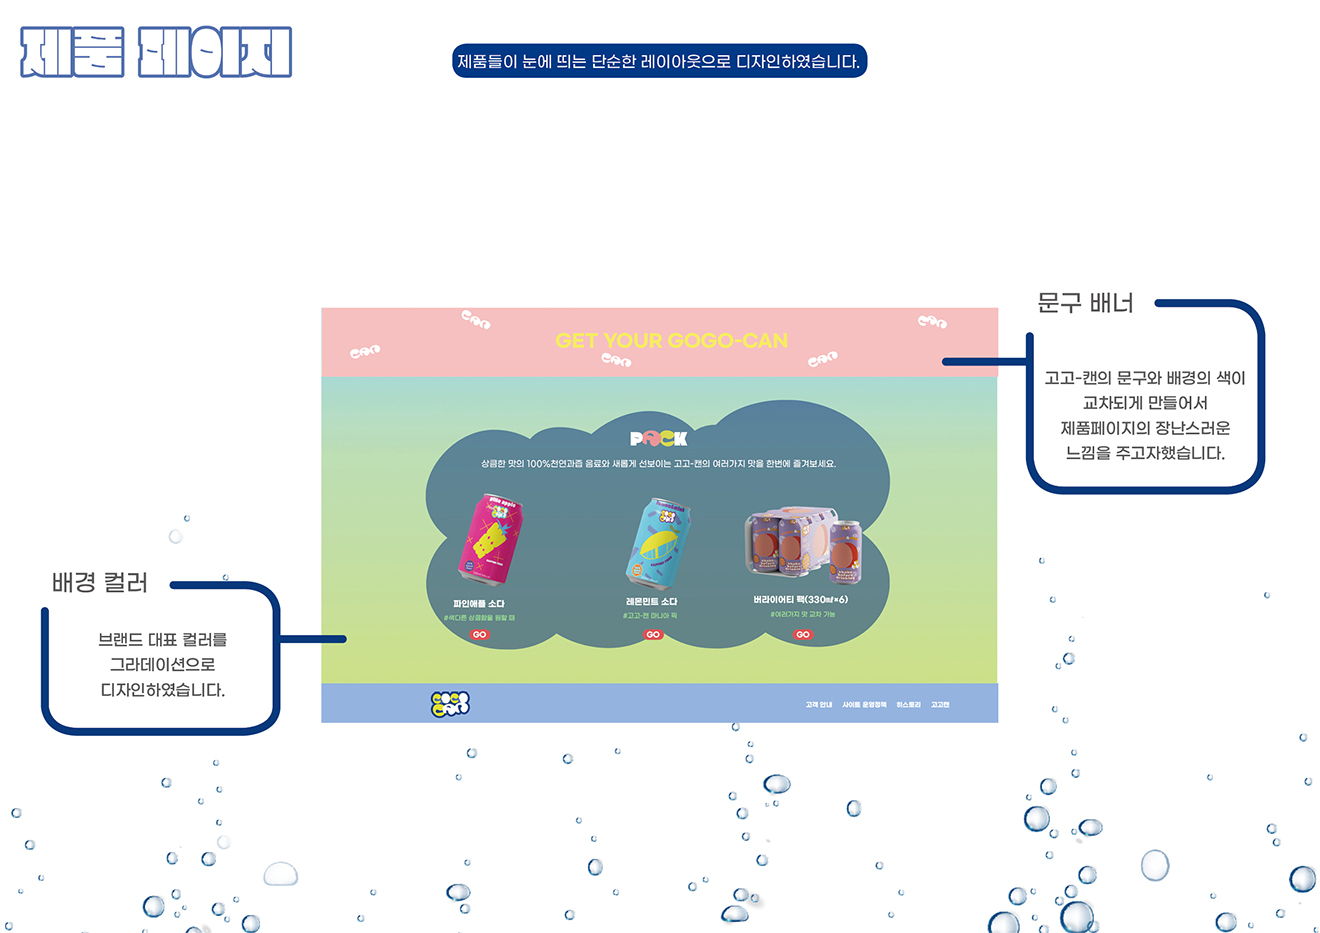 제품 페이지
제품들이 눈에 띄는 단순한 레이아웃으로 디자인하였습니다.
문구 배너
고고-캔의 문구와 배경의 색이
교차되게 만들어서
제품페이지의 장난스러운
느낌을 주고자했습니다.
CAN
CAN
GET YOUR GOGO-CAN
CAN
CAN
CAN
PACK
상큼한 맛의 100%천연과즙 음료와 새롭게 선보이는 고고-캔의 여러가지 맛을 한번에 즐겨보세요.
파인애플 소다
#색다른 상큼함을 원할 때
GO
레몬민트 소다
#고고-캔 마니아 픽
GO
버라이어티 팩(330㎖×6)
#여러가지 맛 교차 가능
GO
배경 컬러
브랜드 대표 컬러를
그라데이션으로
디자인하였습니다.
GOGO
CAN
고객 안내 사이트 운영정책 히스토리 고고캔